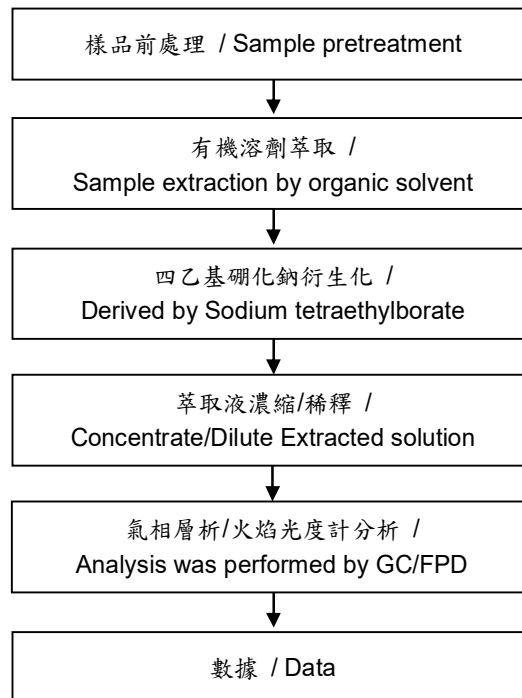 樣品前處理 / Sample pretreatment
有機溶劑萃取 /
Sample extraction by organic solvent
四乙基硼化鈉衍生化 /
Derived by Sodium tetraethylborate
萃取液濃縮/稀釋 /
Concentrate/Dilute Extracted solution
氣相層析/火焰光度計分析 /
Analysis was performed by GC/FPD
數據 / Data